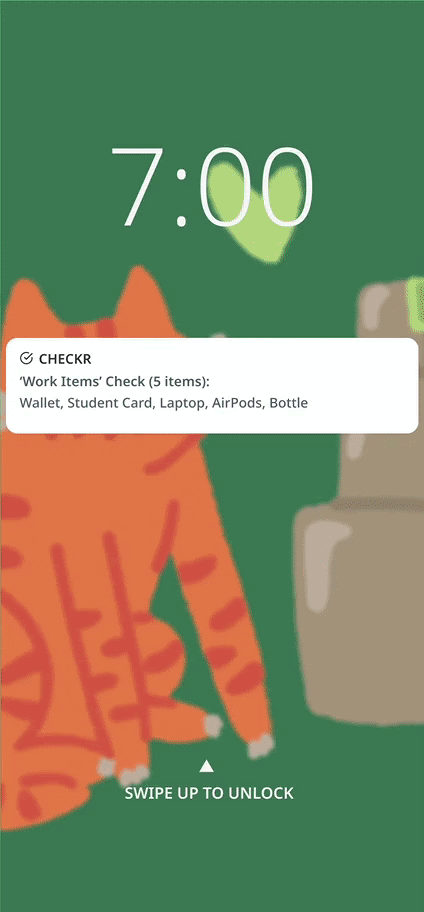 7:00
CHECKR
‘Work Items’ Check (5 items):
Wallet, Student Card, Laptop, AirPods, Bottle
SWIPE UP TO UNLOCK